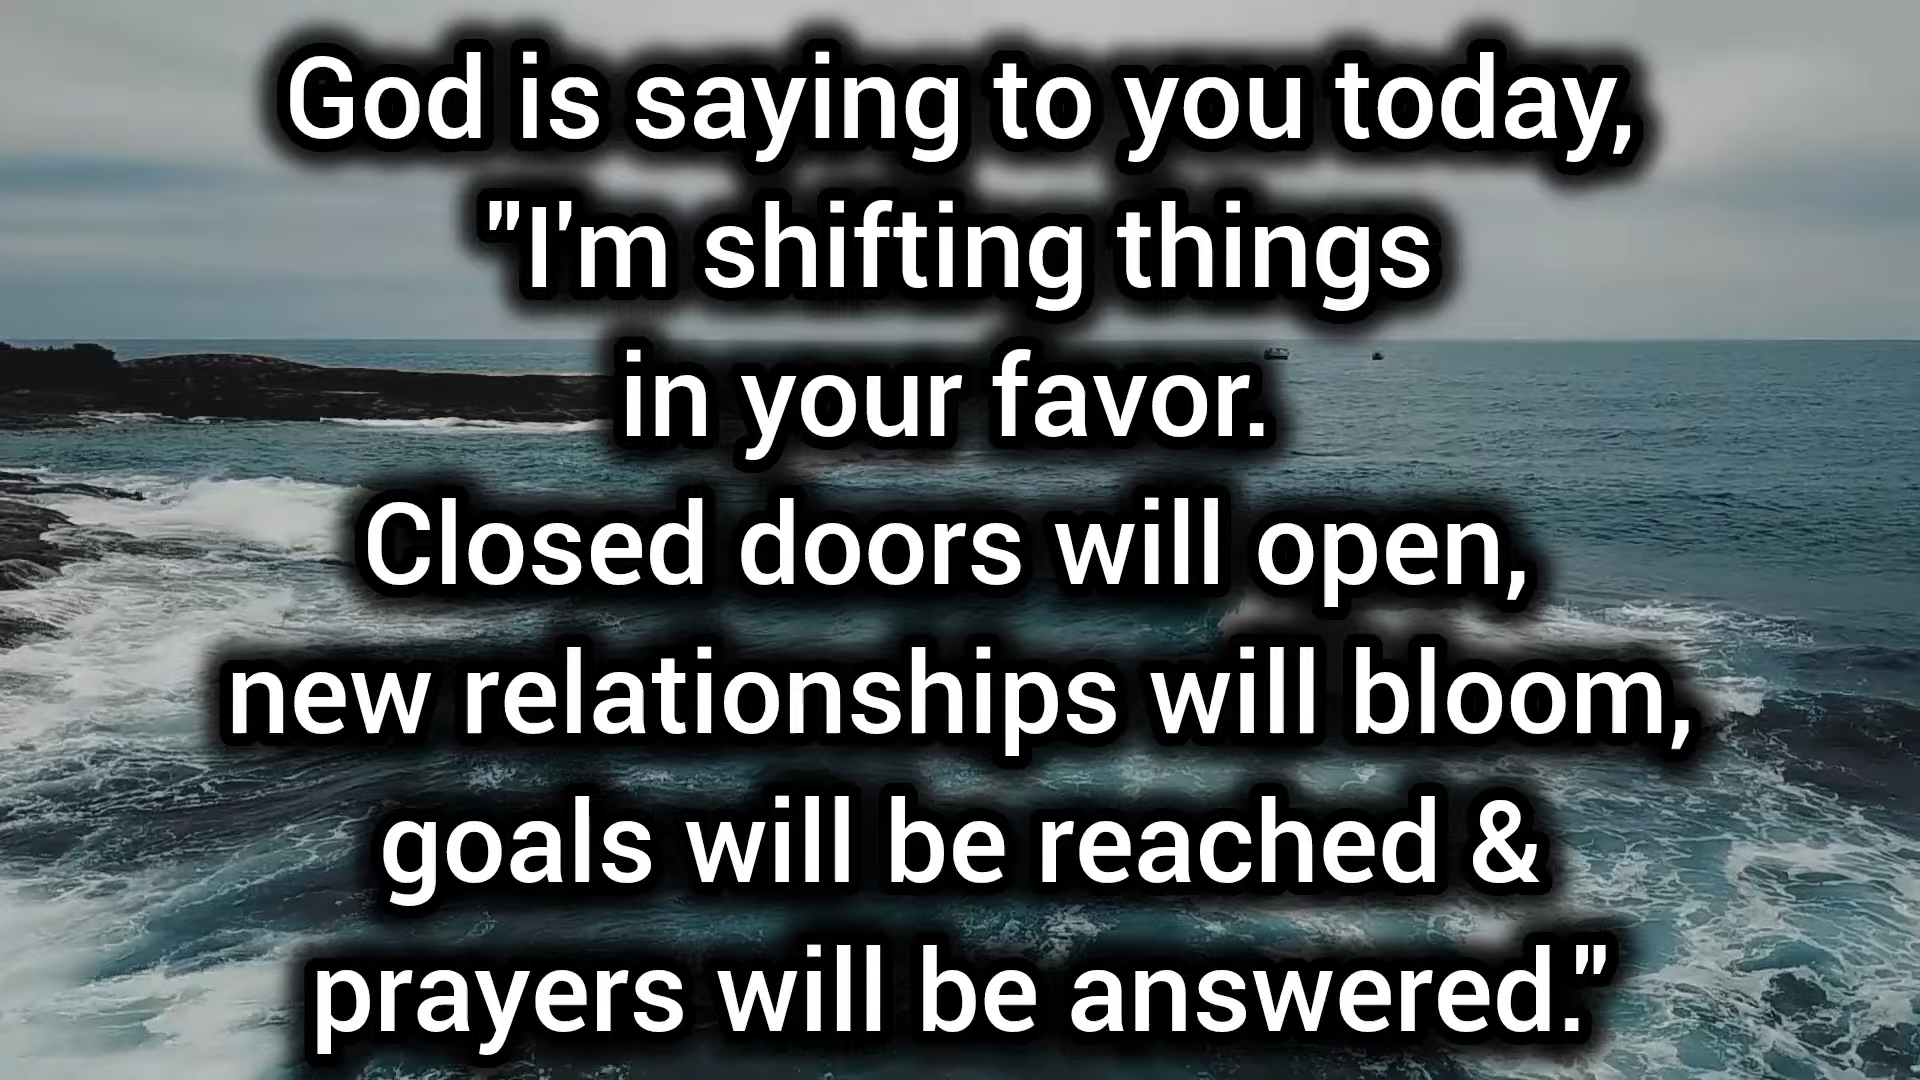 God is saying to you today,
"I'm shifting things
in your favor.
Closed doors will open,
new relationships will bloom,
goals will be reached &
prayers will be answered."